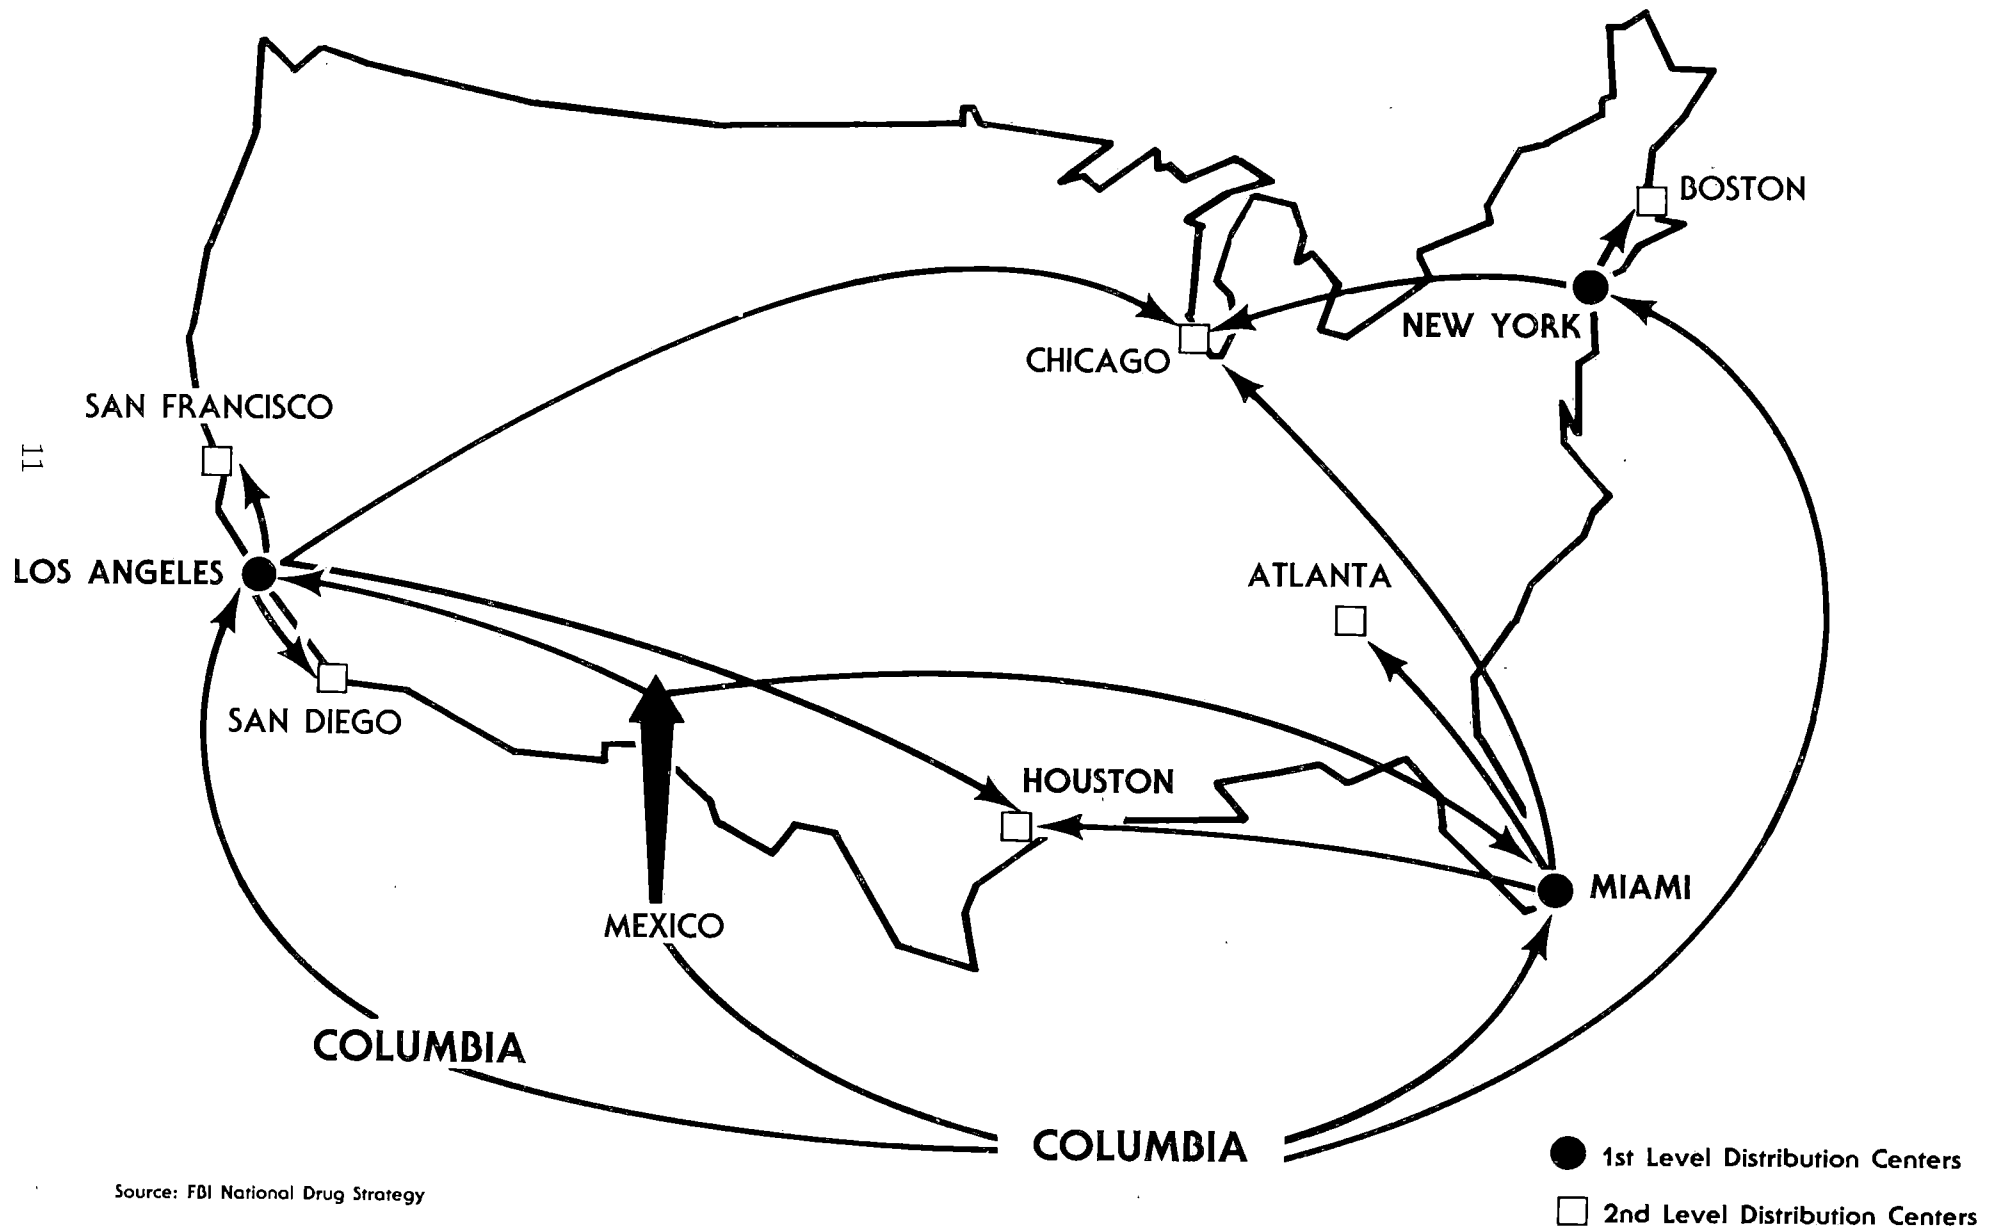 BOSTON
NEW YORK
CHICAGO
SAN FRANCISCO
11
LOS ANGELES
ATLANTA
SAN DIEGO
HOUSTON
MIAMI
MEXICO
COLUMBIA
COLUMBIA
1st Level Distribution Centers
Source: FBI National Drug Strategy
2nd Level Distribution Centers